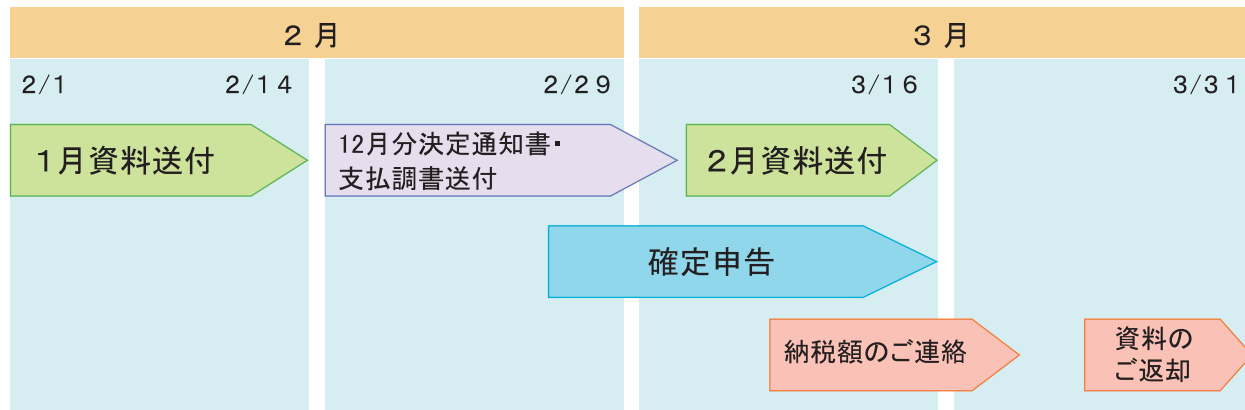 2月
3月
2/1
2/14
2/29
3/16
3/31
1月資料送付
12月分決定通知書・
支払調書送付
2月資料送付
確定申告
納税額のご連絡
資料の
ご返却